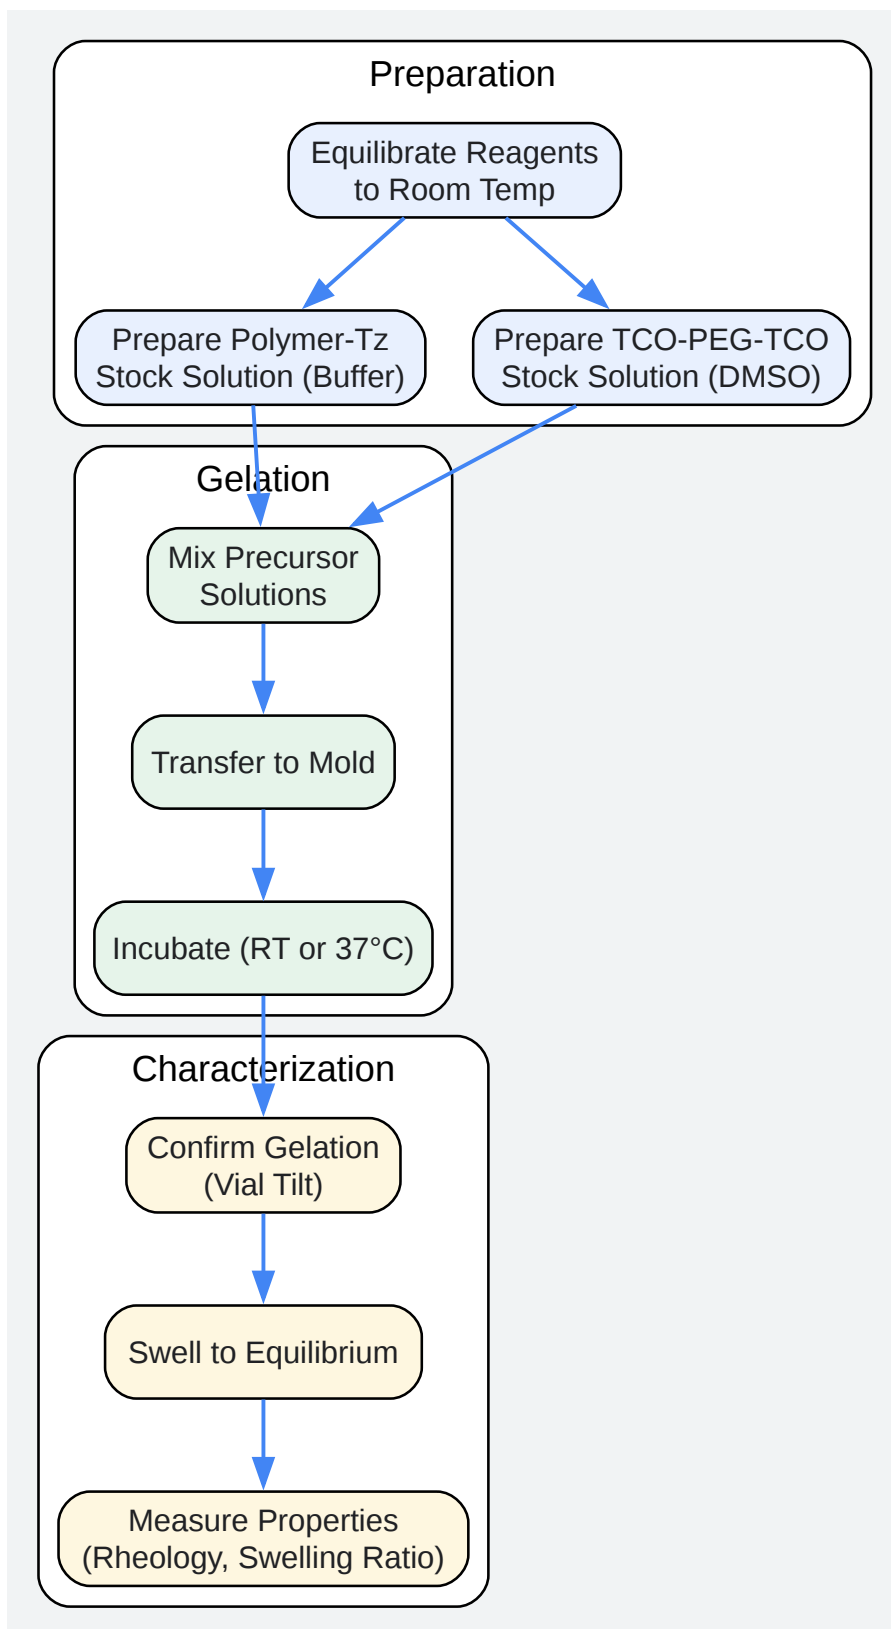 Preparation
Equilibrate Reagents
to Room Temp
Prepare Polymer-Tz
Stock Solution (Buffer)
Prepare TCO-PEG-TCO
Stock Solution (DMSO)
Gelation
Mix Precursor
Solutions
Transfer to Mold
Incubate (RT or 37°C)
Characterization
Confirm Gelation
(Vial Tilt)
Swell to Equilibrium
Measure Properties
(Rheology, Swelling Ratio)